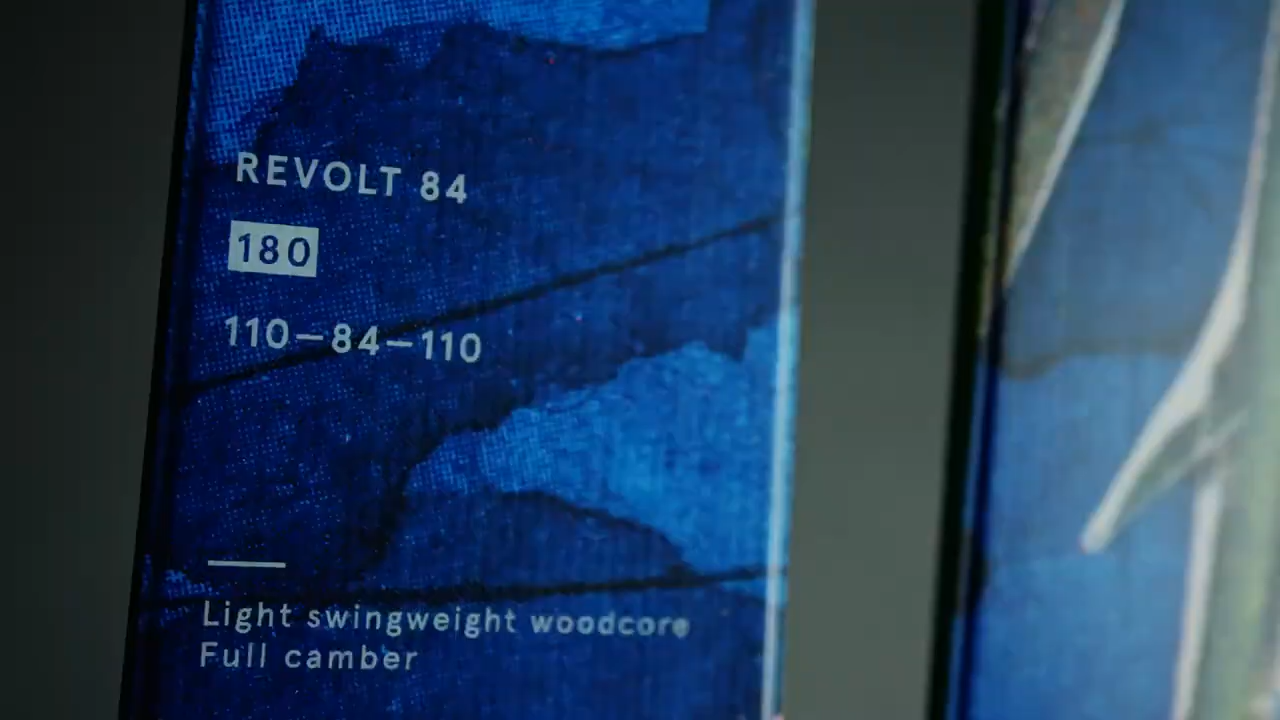 REVOLT 84
180
110–84–110
Light swingweight woodcore
Full camber